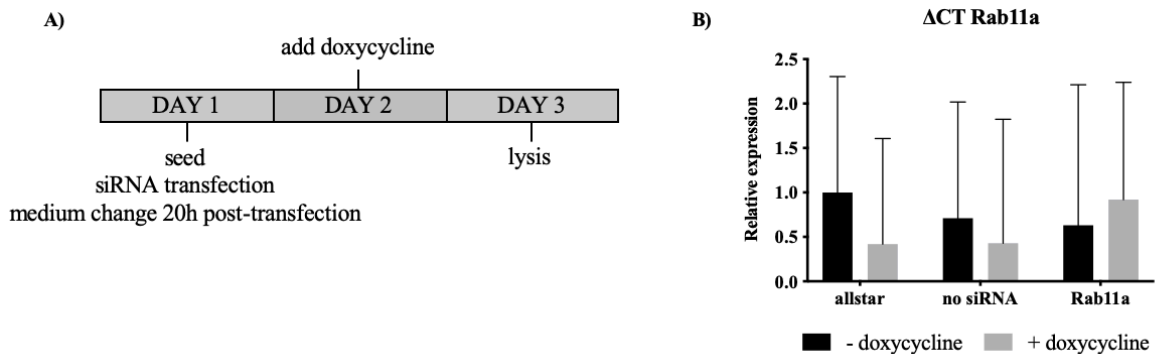 A)
add doxycycline
DAY 1 DAY 2 DAY 3
seed
siRNA transfection
medium change 20h post-transfection
lysis
B)
ΔCT Rab11a
Relative expression
2.5
2.0
1.5
1.0
0.5
0.0
allstar no siRNA Rab11a
- doxycycline + doxycycline